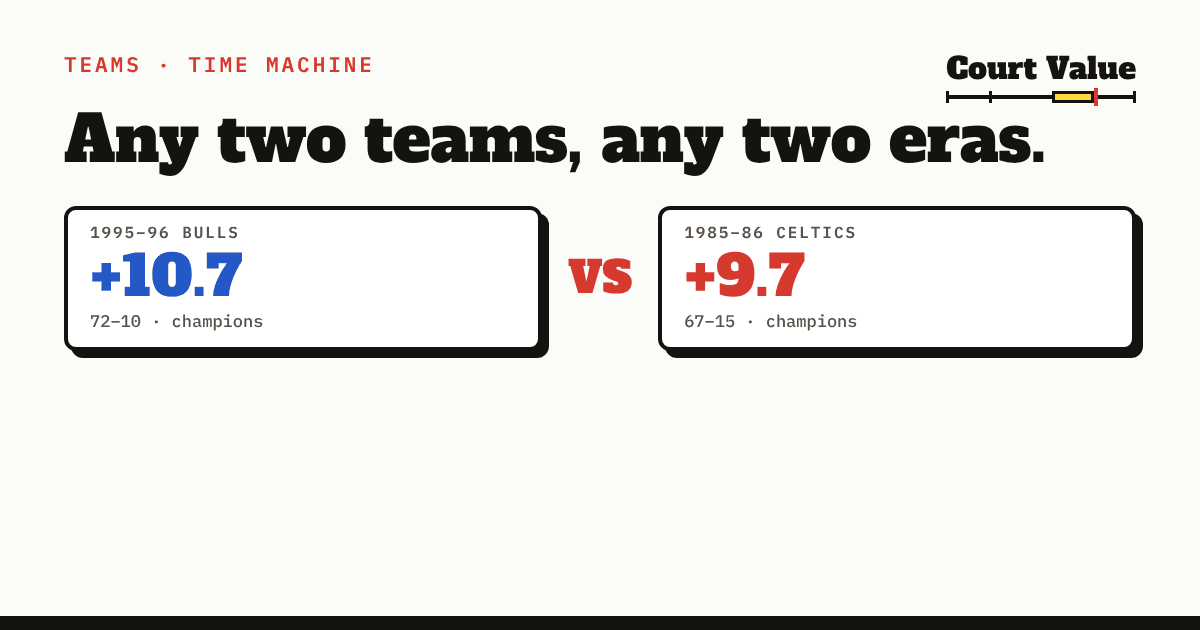 TEAMS · TIME MACHINE
Court Value
Any two teams, any two eras.
1995–96 BULLS
+10.7
72–10 · champions
VS
1985–86 CELTICS
+9.7
67–15 · champions